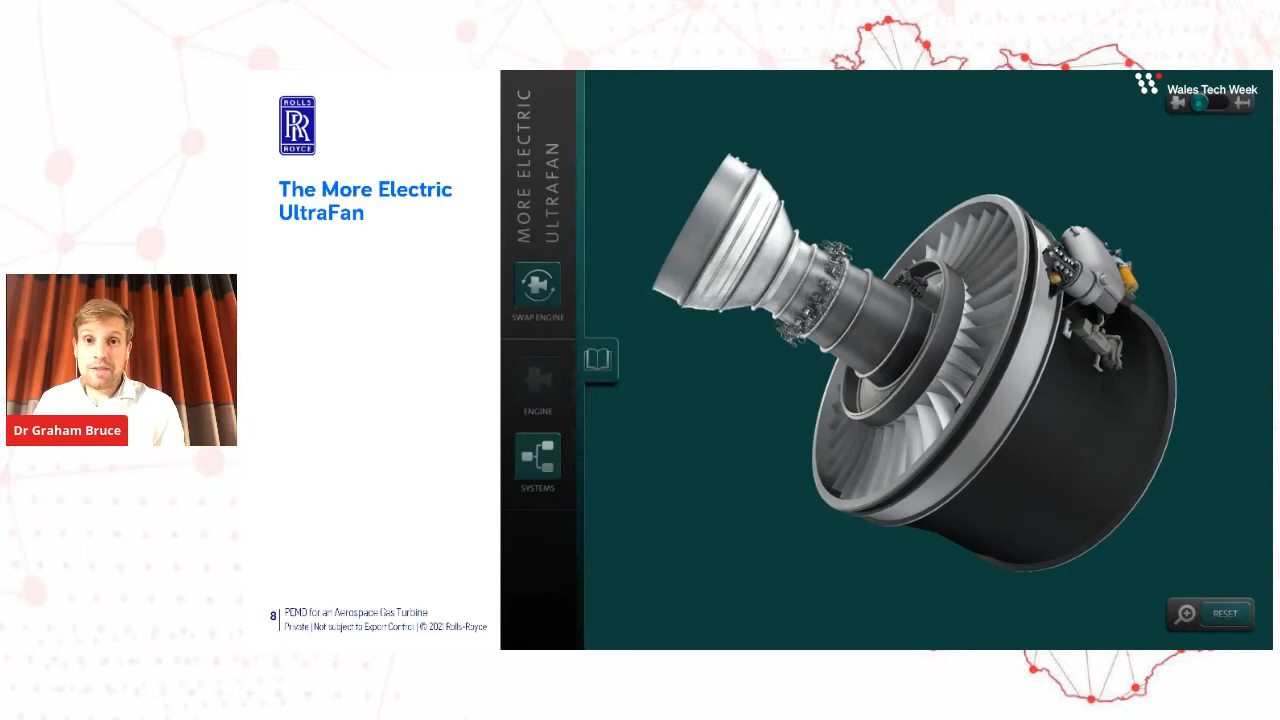 Wales Tech Week
ROLLS
RR
ROYCE
The More Electric
UltraFan
MORE ELECTRIC
ULTRAFAN
SWAP ENGINE
ENGINE
SYSTEMS
Dr Graham Bruce
RESET
8 | PEMD for an Aerospace Gas Turbine
Private | Not subject to Export Control | © 2021 Rolls-Royce